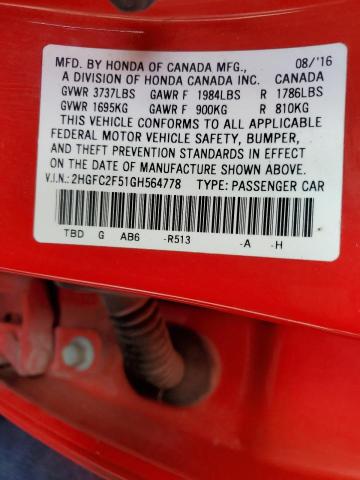 MFD. BY HONDA OF CANADA MFG., 08/'16
A DIVISION OF HONDA CANADA INC. CANADA
GVWR 3737LBS GAWR F 1984LBS R 1786LBS
GVWR 1695KG GAWR F 900KG R 810KG
THIS VEHICLE CONFORMS TO ALL APPLICABLE
FEDERAL MOTOR VEHICLE SAFETY, BUMPER,
AND THEFT PREVENTION STANDARDS IN EFFECT
ON THE DATE OF MANUFACTURE SHOWN ABOVE.
V.I.N.:2HGFC2F51GH564778 TYPE: PASSENGER CAR
TBD G AB6 -R513 -A -H